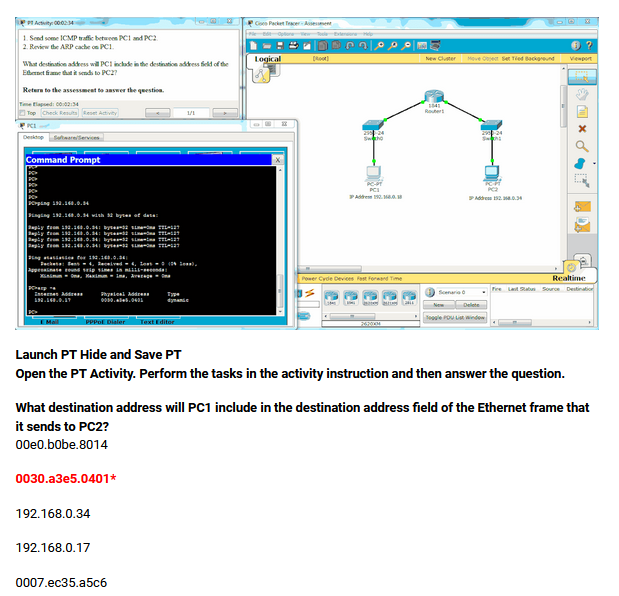 PT Activity: 00:02:34
1. Send some ICMP traffic between PC1 and PC2.
2. Review the ARP cache on PC1.
What destination address will PC1 include in the destination address field of the
Ethernet frame that it sends to PC2?
Return to the assessment to answer the question.
Time Elapsed: 00:02:34
Top Check Results Reset Activity < 1/1 >
PC1
Desktop Software/Services
Command Prompt X
PC>
PC>
PC>
PC>
PC>
PC>ping 192.168.0.34
Pinging 192.168.0.34 with 32 bytes of data:
Reply from 192.168.0.34: bytes=32 time=0ms TTL=127
Reply from 192.168.0.34: bytes=32 time=0ms TTL=127
Reply from 192.168.0.34: bytes=32 time=0ms TTL=127
Reply from 192.168.0.34: bytes=32 time=0ms TTL=127
Ping statistics for 192.168.0.34:
Packets: Sent = 4, Received = 4, Lost = 0 (0% loss),
Approximate round trip times in milli-seconds:
Minimum = 0ms, Maximum = 1ms, Average = 0ms
PC>arp -a
Internet Address Physical Address Type
192.168.0.17 0030.a3e5.0401 dynamic
PC>
E Mail PPPoE Dialer Text Editor
Cisco Packet Tracer - Assessment
File Edit Options View Tools Extensions Help
Logical [Root] New Cluster Move Object Set Tiled Background Viewport
1841
Router1
2950-24
Switch0
2950-24
Switch1
PC-PT
PC1
IP Address 192.168.0.18
PC-PT
PC2
IP Address 192.168.0.34
Power Cycle Devices Fast Forward Time Realtime
Scenario 0
New Delete
Toggle PDU List Window
Fire Last Status Source Destination
2620XM
Launch PT Hide and Save PT
Open the PT Activity. Perform the tasks in the activity instruction and then answer the question.
What destination address will PC1 include in the destination address field of the Ethernet frame that
it sends to PC2?
00e0.b0be.8014
0030.a3e5.0401*
192.168.0.34
192.168.0.17
0007.ec35.a5c6